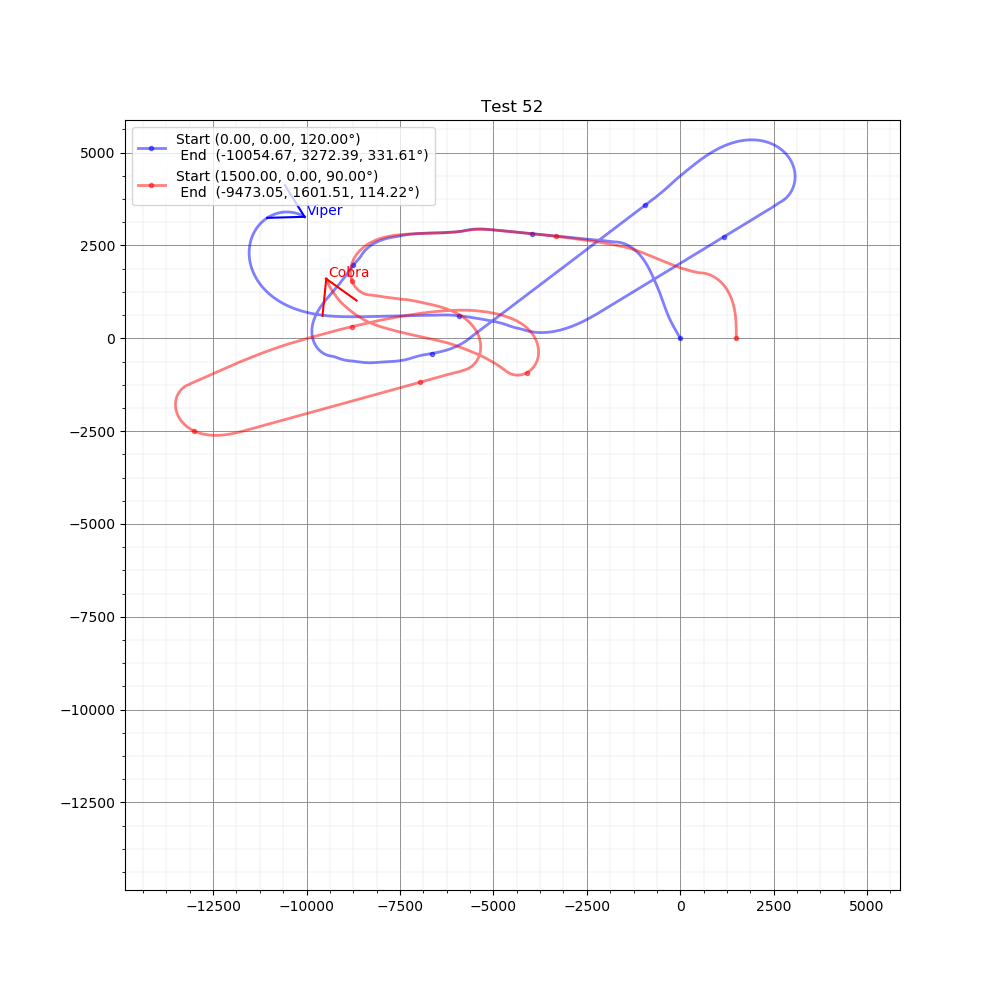 Test 52
Start (0.00, 0.00, 120.00°)
End (-10054.67, 3272.39, 331.61°)
Start (1500.00, 0.00, 90.00°)
End (-9473.05, 1601.51, 114.22°)
Viper
Cobra
5000
2500
0
−2500
−5000
−7500
−10000
−12500
−12500
−10000
−7500
−5000
−2500
0
2500
5000